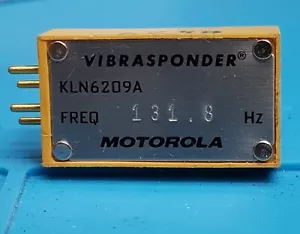 VIBRASPONDER®
KLN6209A
FREQ 131.8 Hz
MOTOROLA